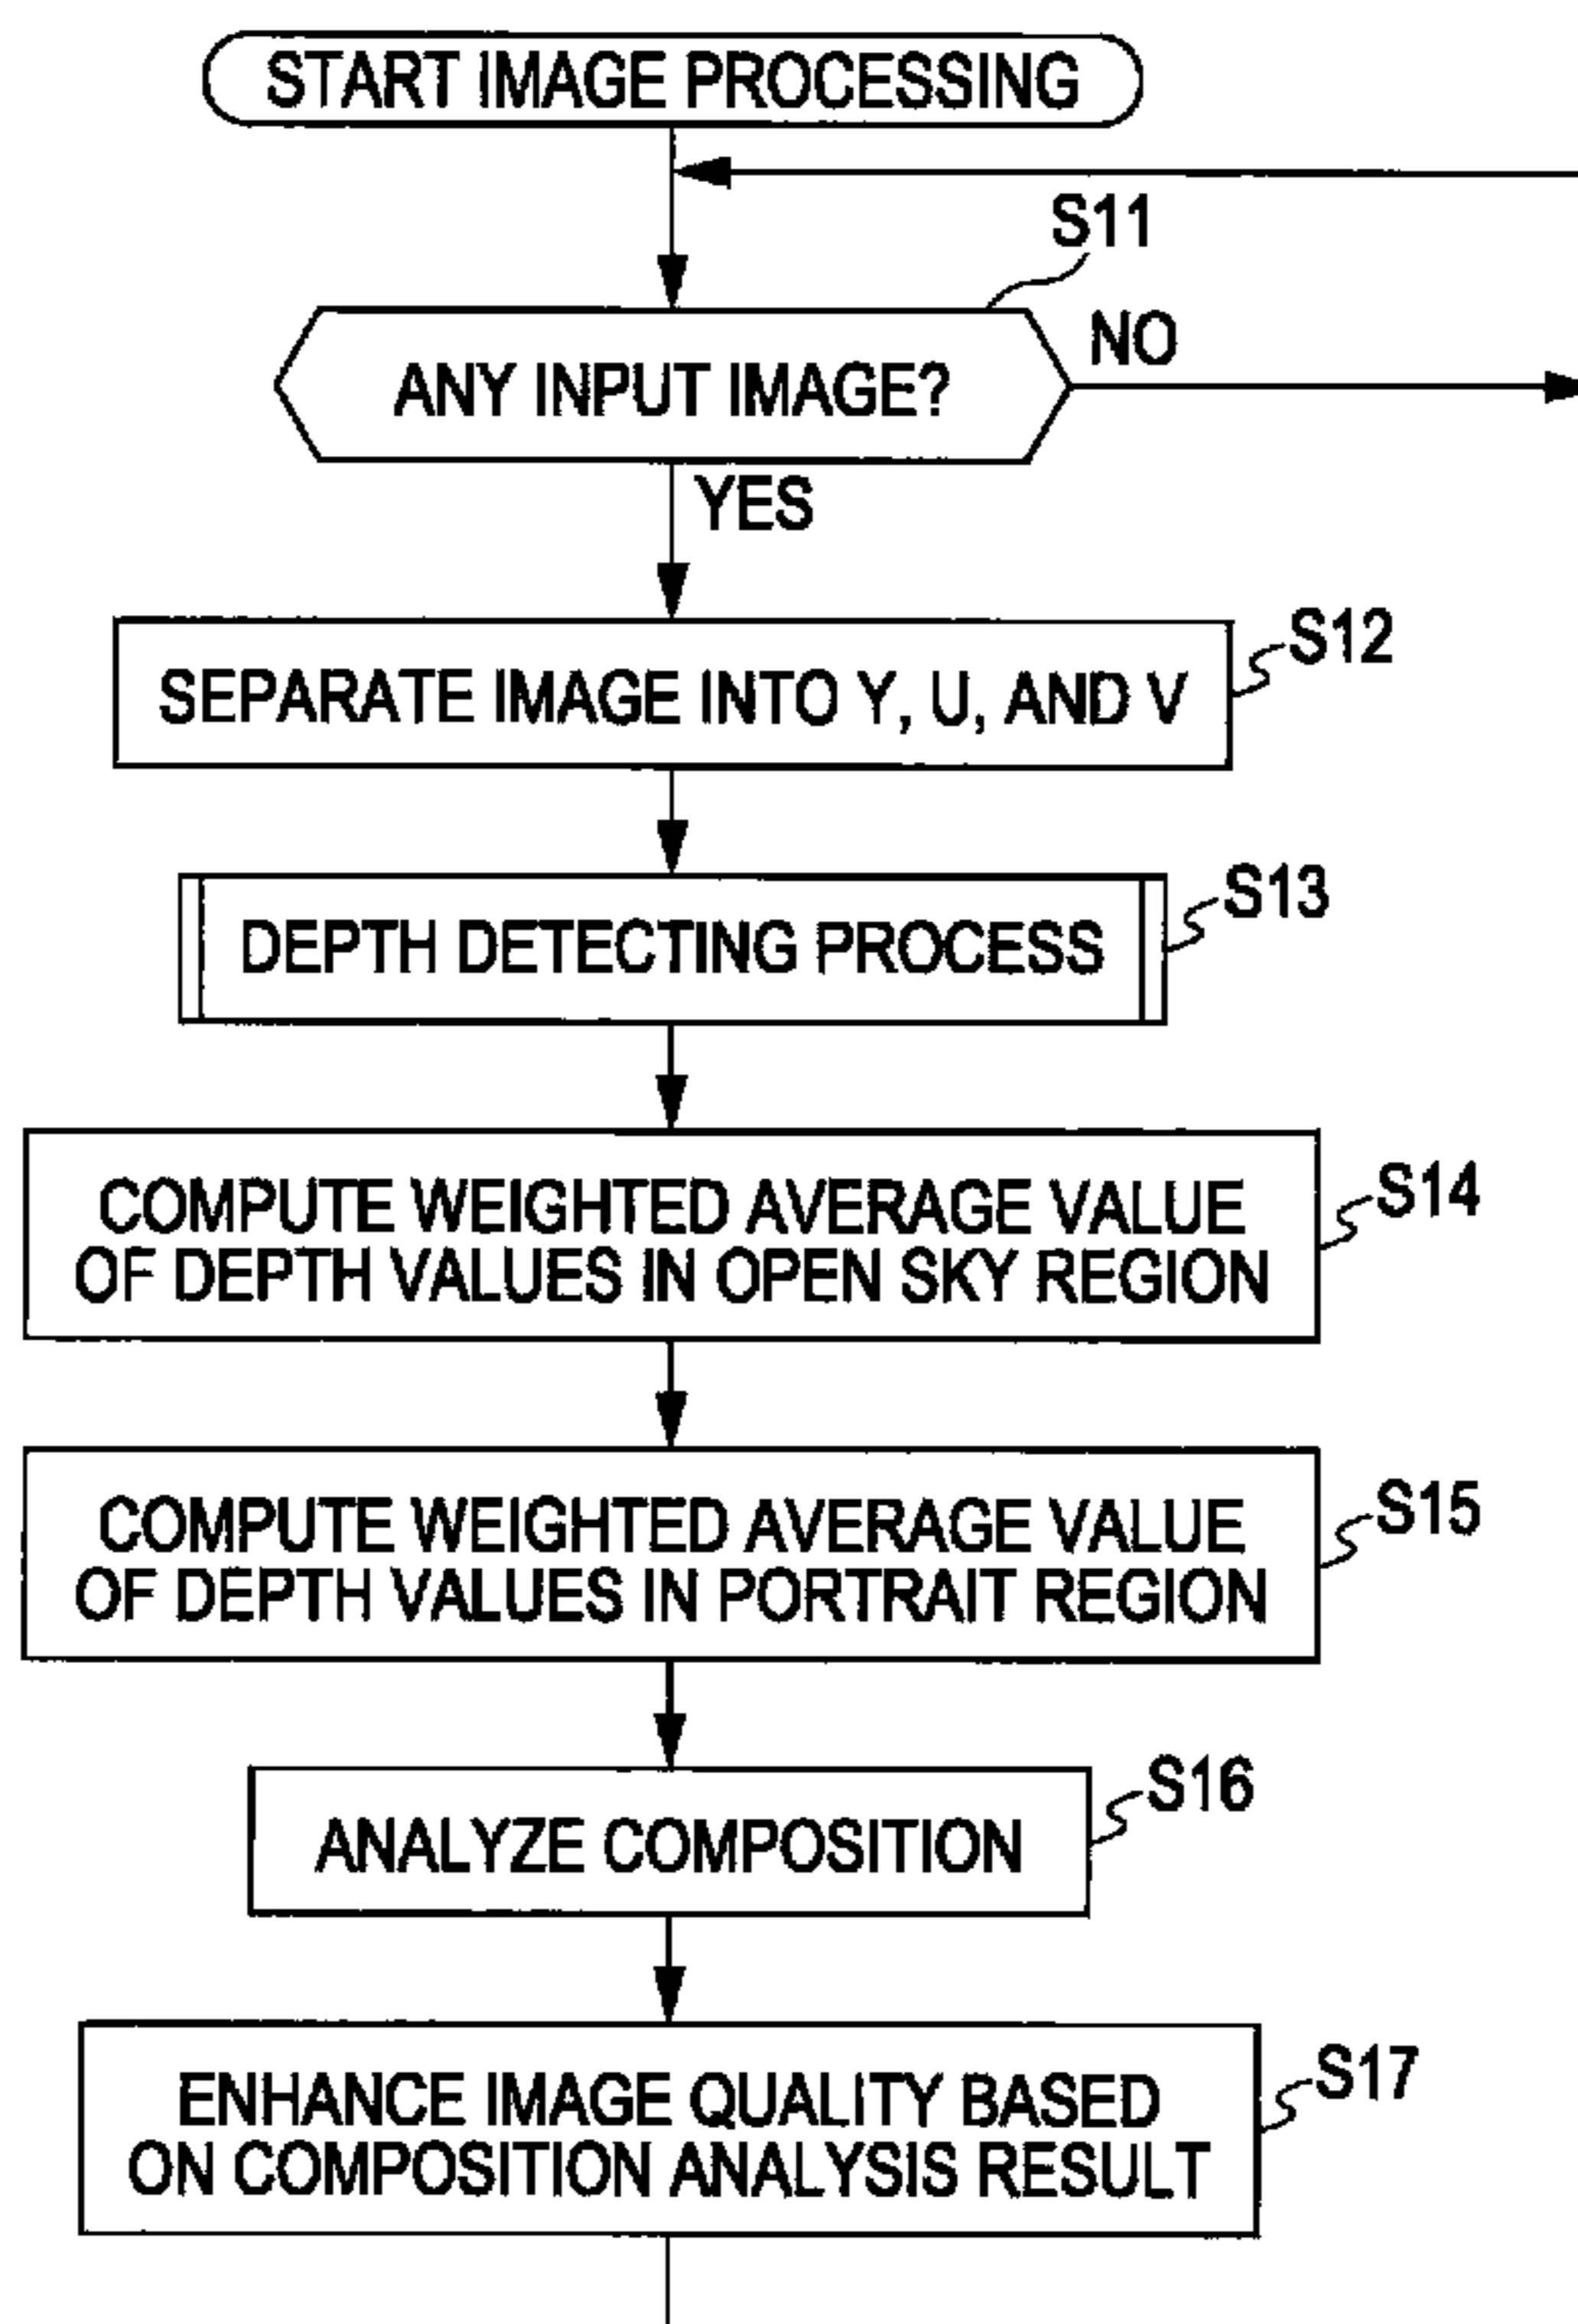 START IMAGE PROCESSING
S11
ANY INPUT IMAGE?
NO
YES
SEPARATE IMAGE INTO Y, U, AND V
S12
DEPTH DETECTING PROCESS
S13
COMPUTE WEIGHTED AVERAGE VALUE
OF DEPTH VALUES IN OPEN SKY REGION
S14
COMPUTE WEIGHTED AVERAGE VALUE
OF DEPTH VALUES IN PORTRAIT REGION
S15
ANALYZE COMPOSITION
S16
ENHANCE IMAGE QUALITY BASED
ON COMPOSITION ANALYSIS RESULT
S17